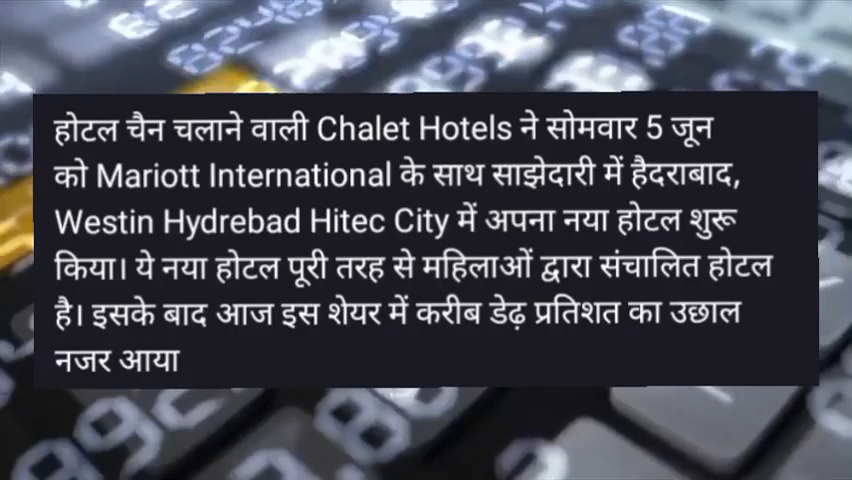 होटल चैन चलाने वाली Chalet Hotels ने सोमवार 5 जून
को Mariott International के साथ साझेदारी में हैदराबाद,
Westin Hydrebad Hitec City में अपना नया होटल शुरू
किया। ये नया होटल पूरी तरह से महिलाओं द्वारा संचालित होटल
है। इसके बाद आज इस शेयर में करीब डेढ़ प्रतिशत का उछाल
नजर आया